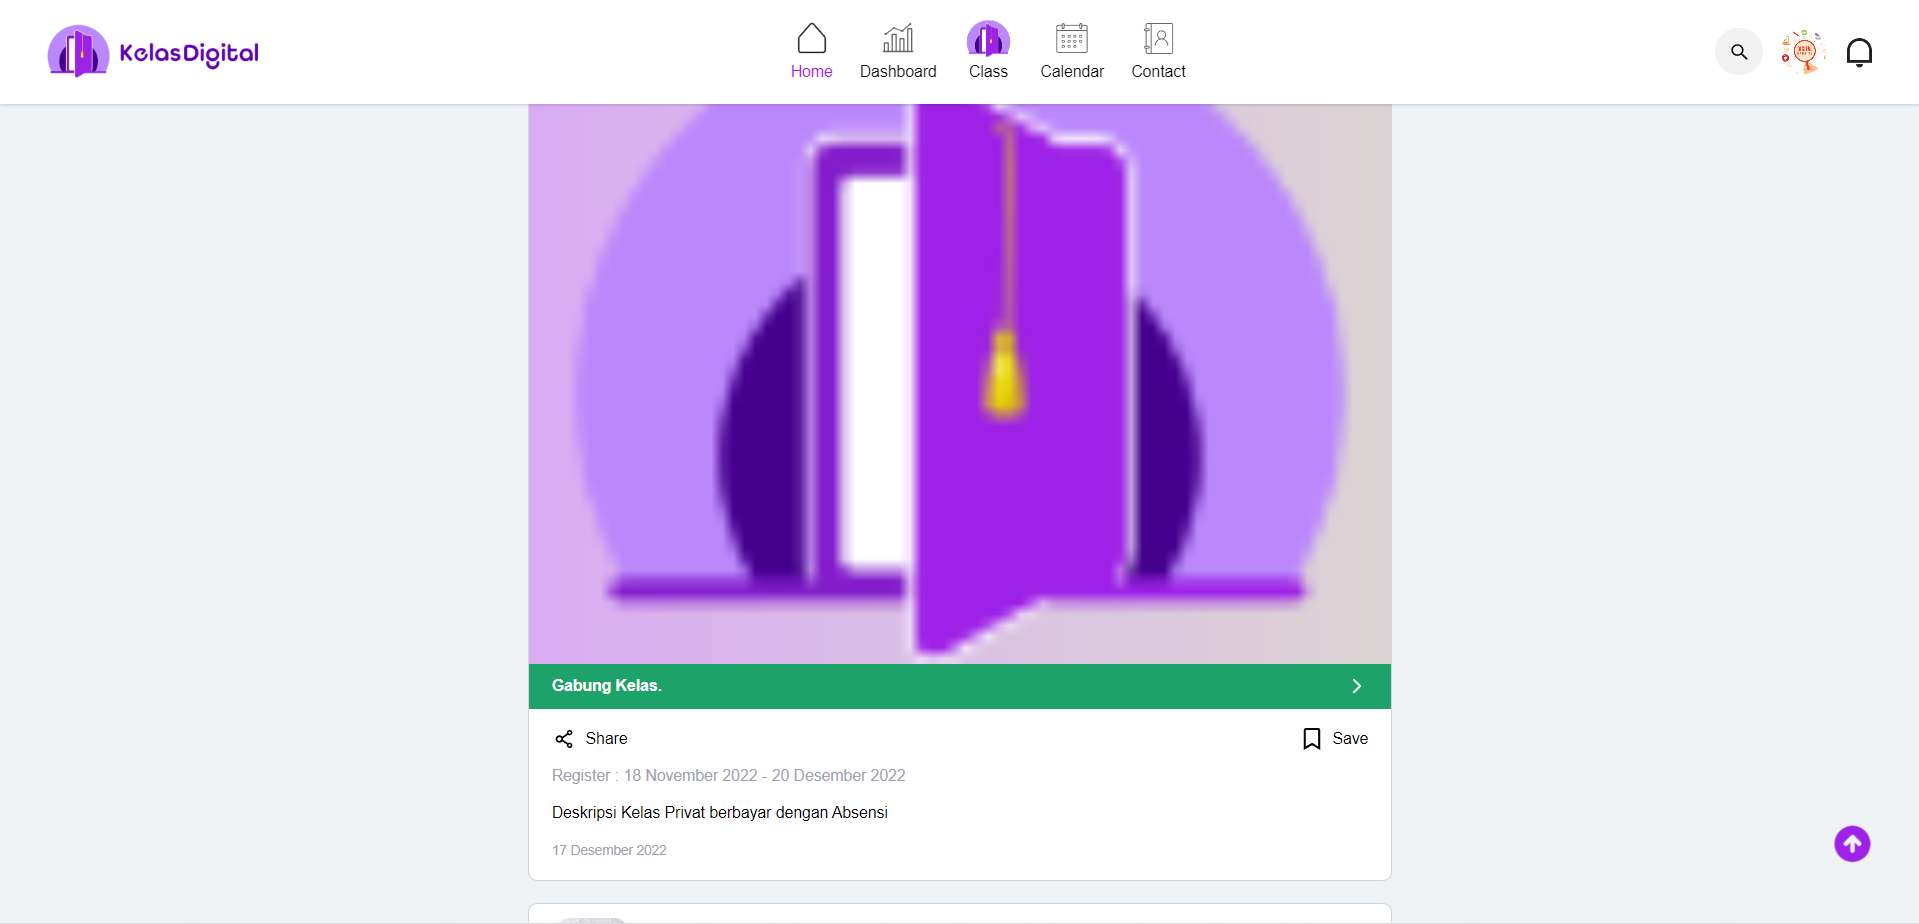 KelasDigital
Home
Dashboard
Class
Calendar
Contact
Gabung Kelas.
Share
Save
Register : 18 November 2022 - 20 Desember 2022
Deskripsi Kelas Privat berbayar dengan Absensi
17 Desember 2022